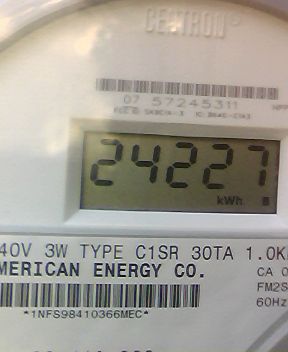 CENTRON®
07 57245311
24227
kWh
40V 3W TYPE C1SR 30TA 1.0K
MERICAN ENERGY CO.
CA 0
FM2S
60Hz
*1NFS98410366MEC*